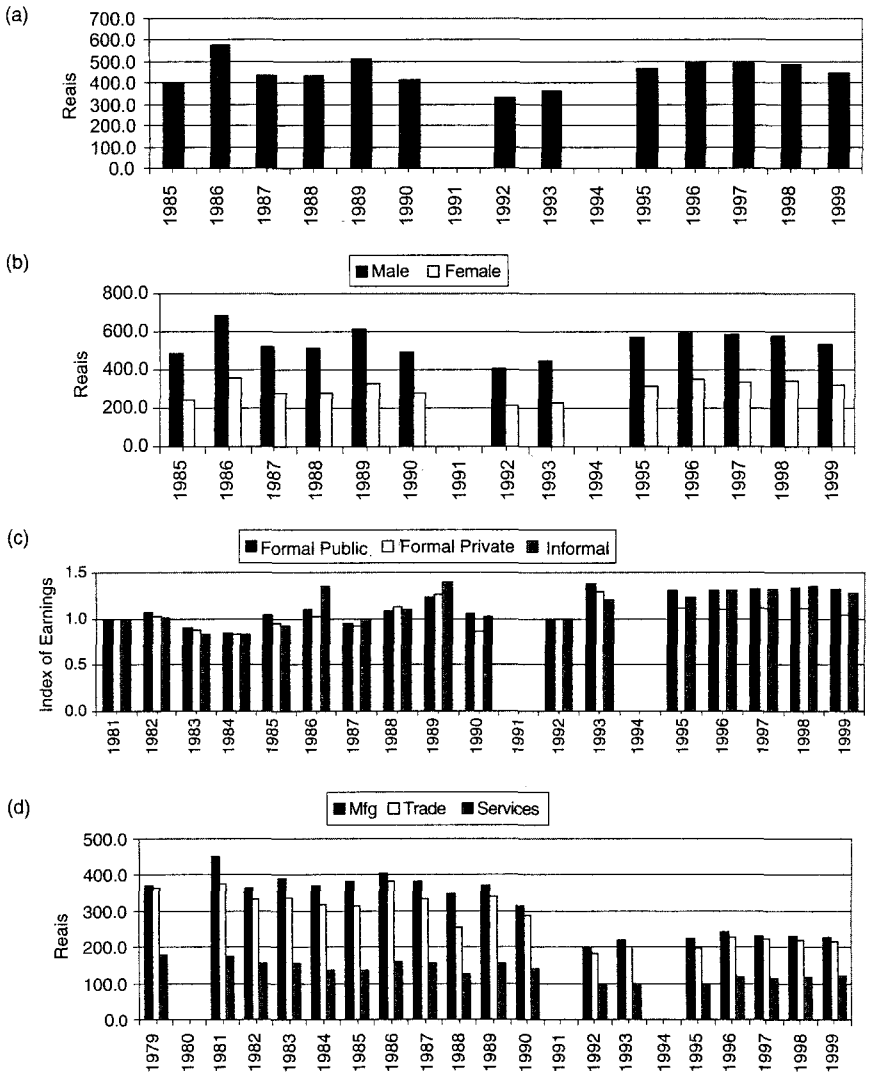 (a)
700.0
600.0
500.0
400.0
300.0
200.0
100.0
0.0
Reais
1985 1986 1987 1988 1989 1990 1991 1992 1993 1994 1995 1996 1997 1998 1999
(b)
Male Female
800.0
600.0
400.0
200.0
0.0
Reais
1985 1986 1987 1988 1989 1990 1991 1992 1993 1994 1995 1996 1997 1998 1999
(c)
Formal Public Formal Private Informal
1.5
1.0
0.5
0.0
Index of Earnings
1981 1982 1983 1984 1985 1986 1987 1988 1989 1990 1991 1992 1993 1994 1995 1996 1997 1998 1999
(d)
Mfg Trade Services
500.0
400.0
300.0
200.0
100.0
0.0
Reais
1979 1980 1981 1982 1983 1984 1985 1986 1987 1988 1989 1990 1991 1992 1993 1994 1995 1996 1997 1998 1999